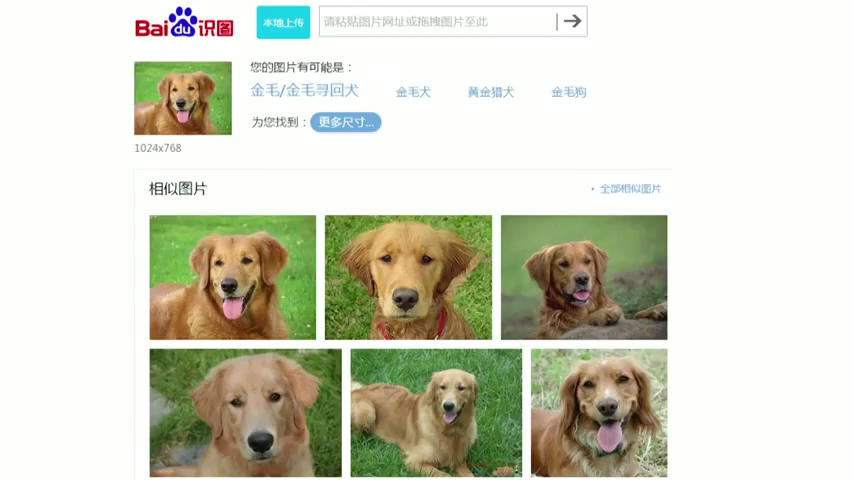 Bai du 识图
本地上传
请粘贴图片网址或拖拽图片至此
您的图片有可能是：
金毛/金毛寻回犬 金毛犬 黄金猎犬 金毛狗
为您找到：更多尺寸...
1024x768
相似图片
全部相似图片